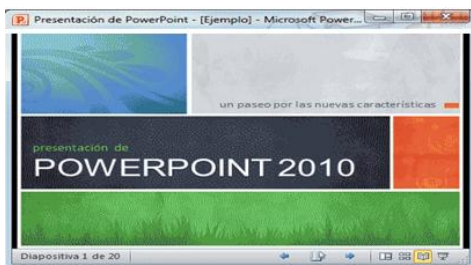 Presentación de PowerPoint - [Ejemplo] - Microsoft Power...
un paseo por las nuevas características
presentación de
POWERPOINT 2010
Diapositiva 1 de 20